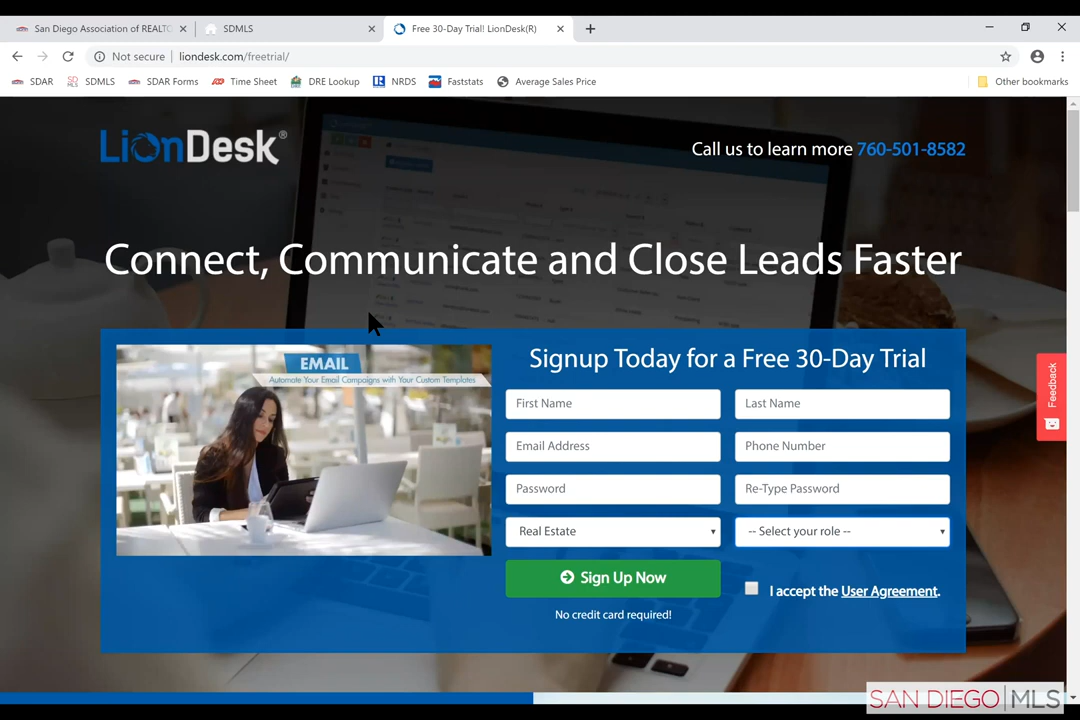 San Diego Association of REALTO
SDMLS
Free 30-Day Trial! LionDesk(R)
Not secure
liondesk.com/freetrial/
SDAR
SDMLS
SDAR Forms
Time Sheet
DRE Lookup
NRDS
Faststats
Average Sales Price
Other bookmarks
LionDesk®
Call us to learn more 760-501-8582
Connect, Communicate and Close Leads Faster
EMAIL
Automate Your Email Campaigns with Your Custom Templates
Signup Today for a Free 30-Day Trial
First Name
Last Name
Email Address
Phone Number
Password
Re-Type Password
Real Estate
-- Select your role --
Sign Up Now
I accept the User Agreement.
No credit card required!
Feedback
SAN DIEGO | MLS